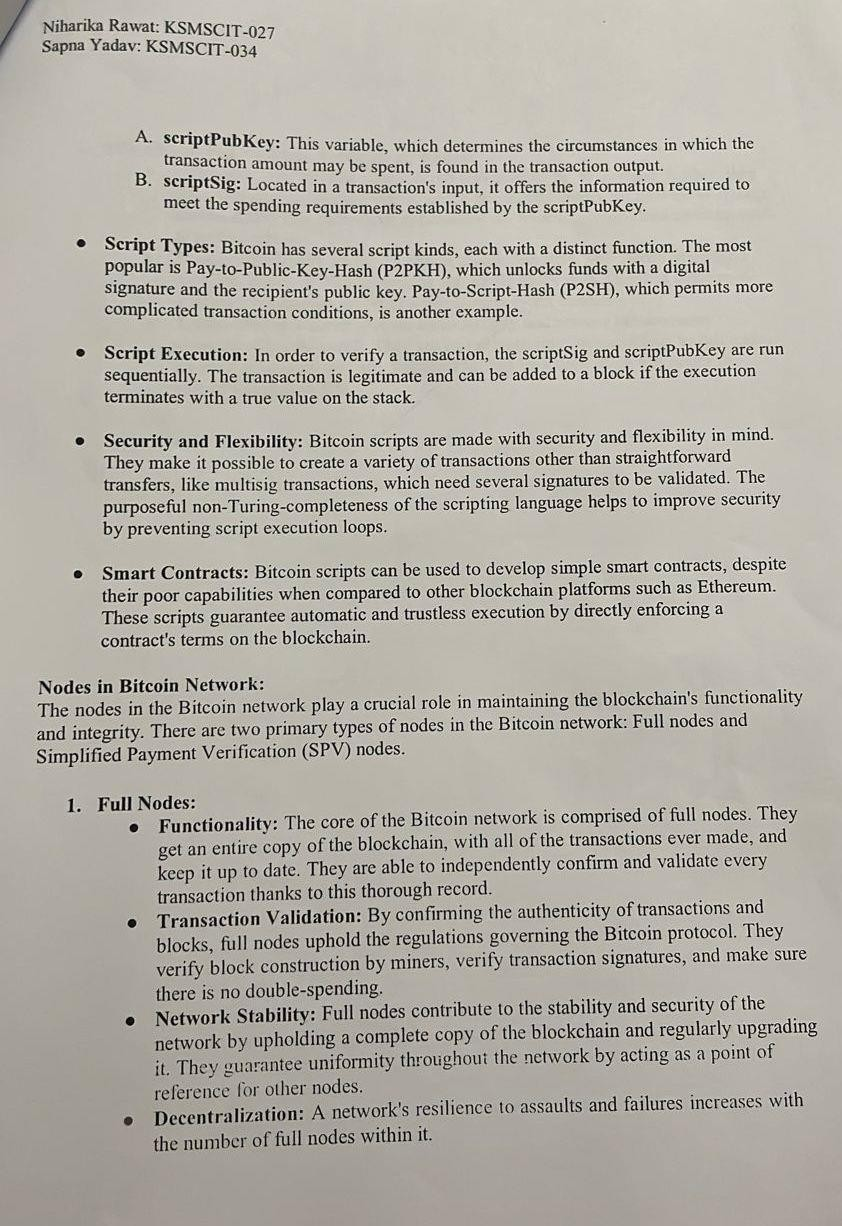 Niharika Rawat: KSMSCIT-027
Sapna Yadav: KSMSCIT-034
A. scriptPubKey: This variable, which determines the circumstances in which the
transaction amount may be spent, is found in the transaction output.
B. scriptSig: Located in a transaction's input, it offers the information required to
meet the spending requirements established by the scriptPubKey.
• Script Types: Bitcoin has several script kinds, each with a distinct function. The most
popular is Pay-to-Public-Key-Hash (P2PKH), which unlocks funds with a digital
signature and the recipient's public key. Pay-to-Script-Hash (P2SH), which permits more
complicated transaction conditions, is another example.
• Script Execution: In order to verify a transaction, the scriptSig and scriptPubKey are run
sequentially. The transaction is legitimate and can be added to a block if the execution
terminates with a true value on the stack.
• Security and Flexibility: Bitcoin scripts are made with security and flexibility in mind.
They make it possible to create a variety of transactions other than straightforward
transfers, like multisig transactions, which need several signatures to be validated. The
purposeful non-Turing-completeness of the scripting language helps to improve security
by preventing script execution loops.
• Smart Contracts: Bitcoin scripts can be used to develop simple smart contracts, despite
their poor capabilities when compared to other blockchain platforms such as Ethereum.
These scripts guarantee automatic and trustless execution by directly enforcing a
contract's terms on the blockchain.
Nodes in Bitcoin Network:
The nodes in the Bitcoin network play a crucial role in maintaining the blockchain's functionality
and integrity. There are two primary types of nodes in the Bitcoin network: Full nodes and
Simplified Payment Verification (SPV) nodes.
1. Full Nodes:
• Functionality: The core of the Bitcoin network is comprised of full nodes. They
get an entire copy of the blockchain, with all of the transactions ever made, and
keep it up to date. They are able to independently confirm and validate every
transaction thanks to this thorough record.
• Transaction Validation: By confirming the authenticity of transactions and
blocks, full nodes uphold the regulations governing the Bitcoin protocol. They
verify block construction by miners, verify transaction signatures, and make sure
there is no double-spending.
• Network Stability: Full nodes contribute to the stability and security of the
network by upholding a complete copy of the blockchain and regularly upgrading
it. They guarantee uniformity throughout the network by acting as a point of
reference for other nodes.
• Decentralization: A network's resilience to assaults and failures increases with
the number of full nodes within it.